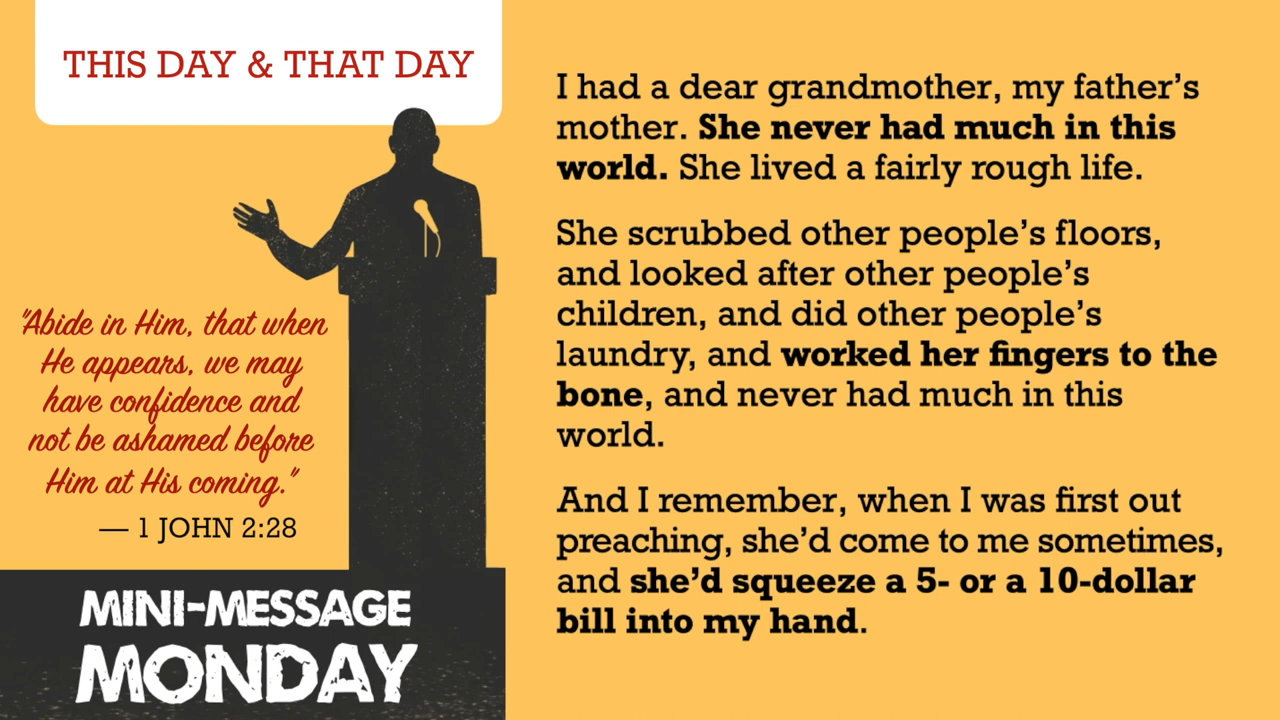 THIS DAY & THAT DAY
"Abide in Him, that when
He appears, we may
have confidence and
not be ashamed before
Him at His coming."
— 1 JOHN 2:28
MINI-MESSAGE
MONDAY
I had a dear grandmother, my father’s
mother. She never had much in this
world. She lived a fairly rough life.
She scrubbed other people’s floors,
and looked after other people’s
children, and did other people’s
laundry, and worked her fingers to the
bone, and never had much in this
world.
And I remember, when I was first out
preaching, she’d come to me sometimes,
and she’d squeeze a 5- or a 10-dollar
bill into my hand.